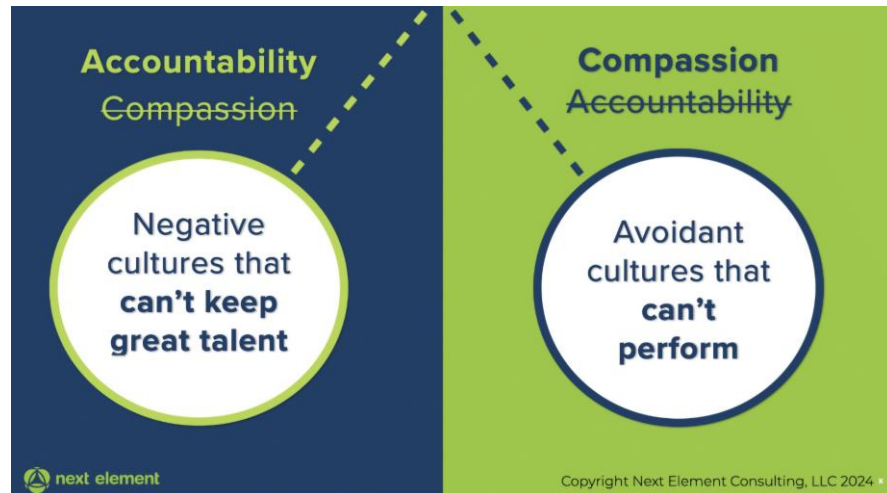 Accountability
Compassion
Negative
cultures that
can't keep
great talent
Compassion
Accountability
Avoidant
cultures that
can't
perform
next element
Copyright Next Element Consulting, LLC 2024